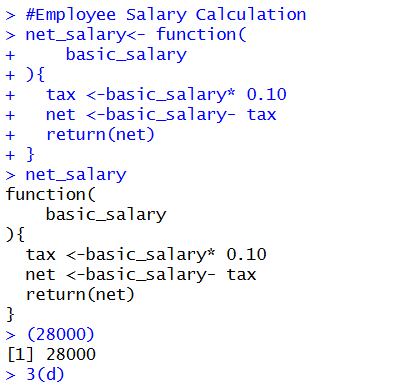 > #Employee Salary Calculation
> net_salary<- function(
+     basic_salary
+ ){
+   tax <-basic_salary* 0.10
+   net <-basic_salary- tax
+   return(net)
+ }
> net_salary
function(
    basic_salary
){
  tax <-basic_salary* 0.10
  net <-basic_salary- tax
  return(net)
}
> (28000)
[1] 28000
> 3(d)